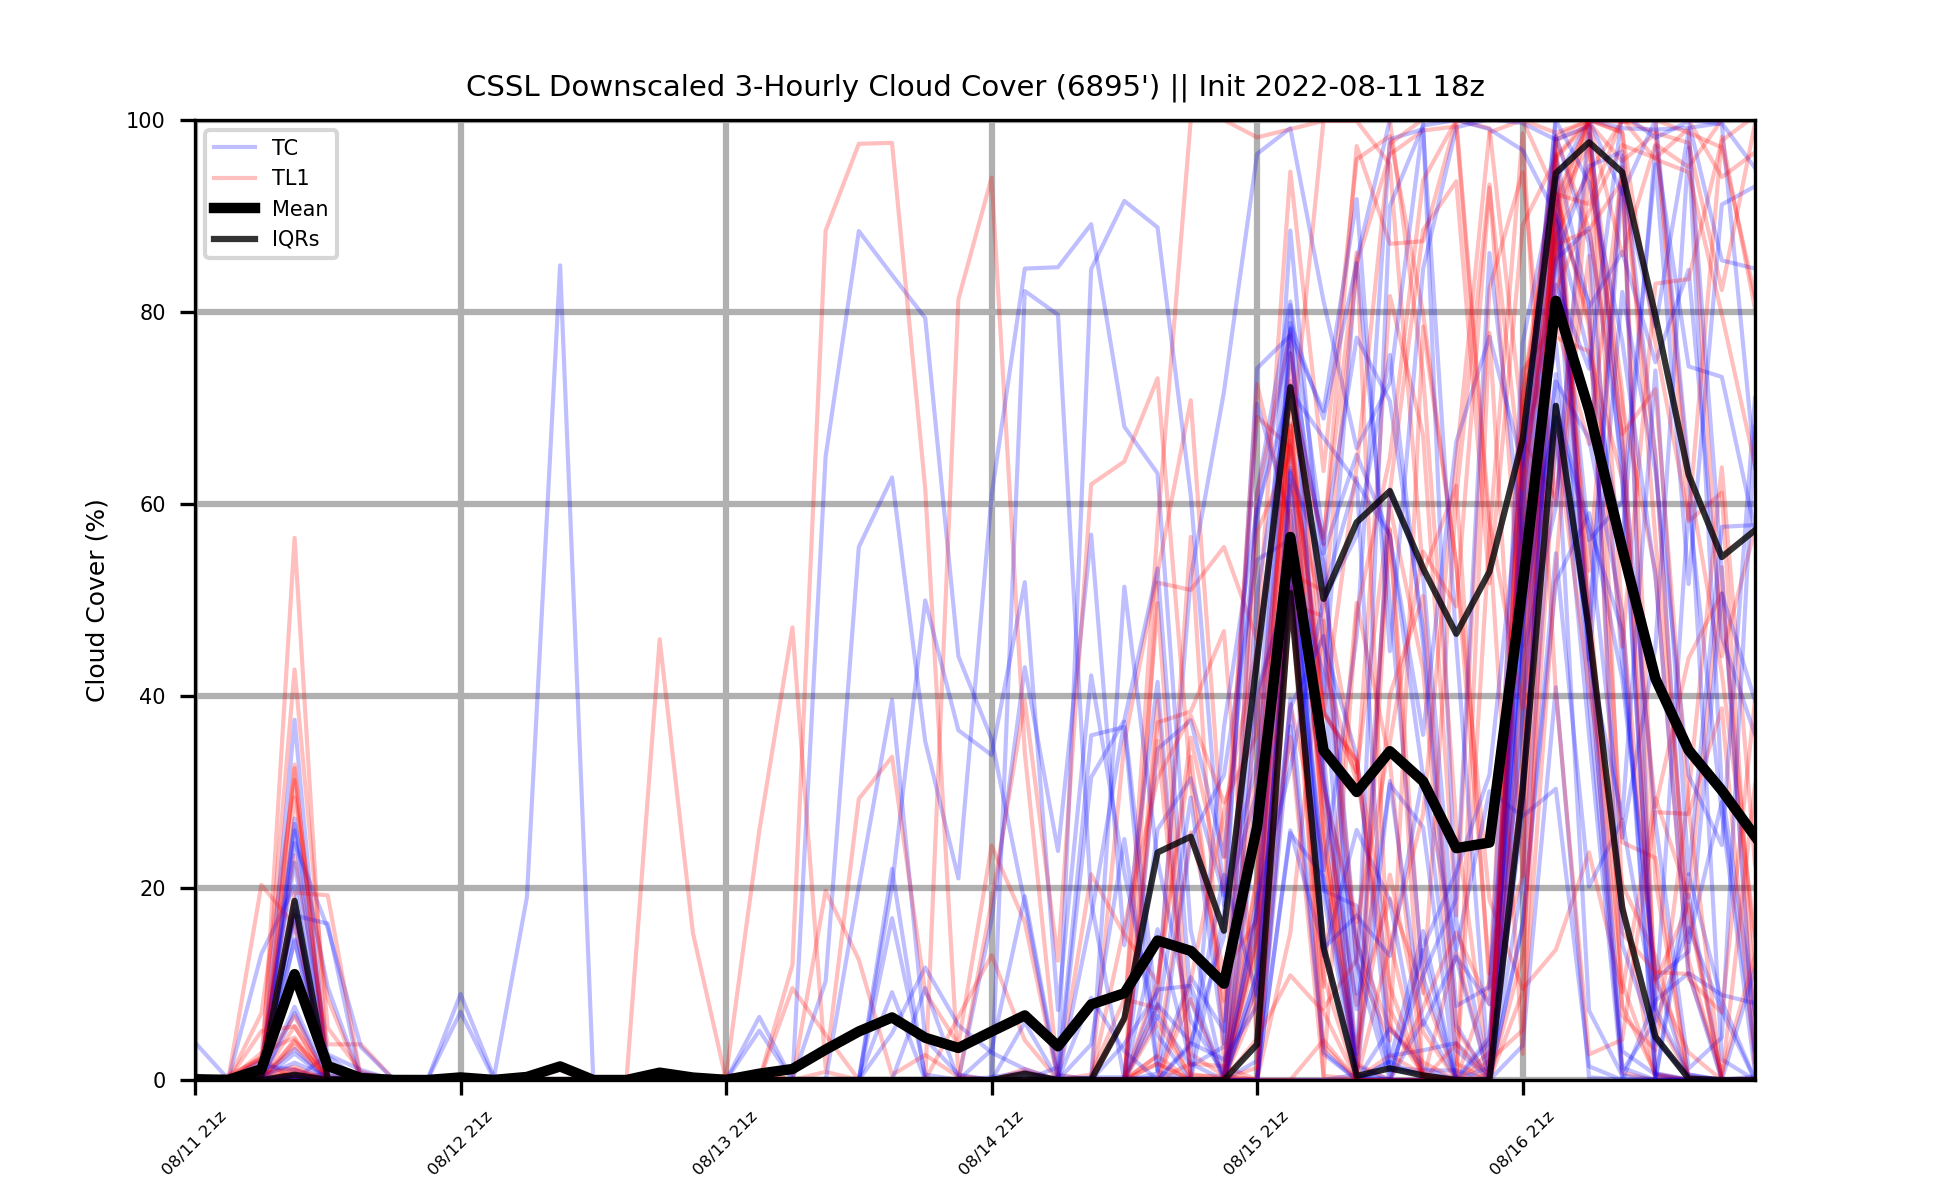 CSSL Downscaled 3-Hourly Cloud Cover (6895') || Init 2022-08-11 18z
Cloud Cover (%)
100
80
60
40
20
0
TC
TL1
Mean
IQRs
08/11 21z
08/12 21z
08/13 21z
08/14 21z
08/15 21z
08/16 21z